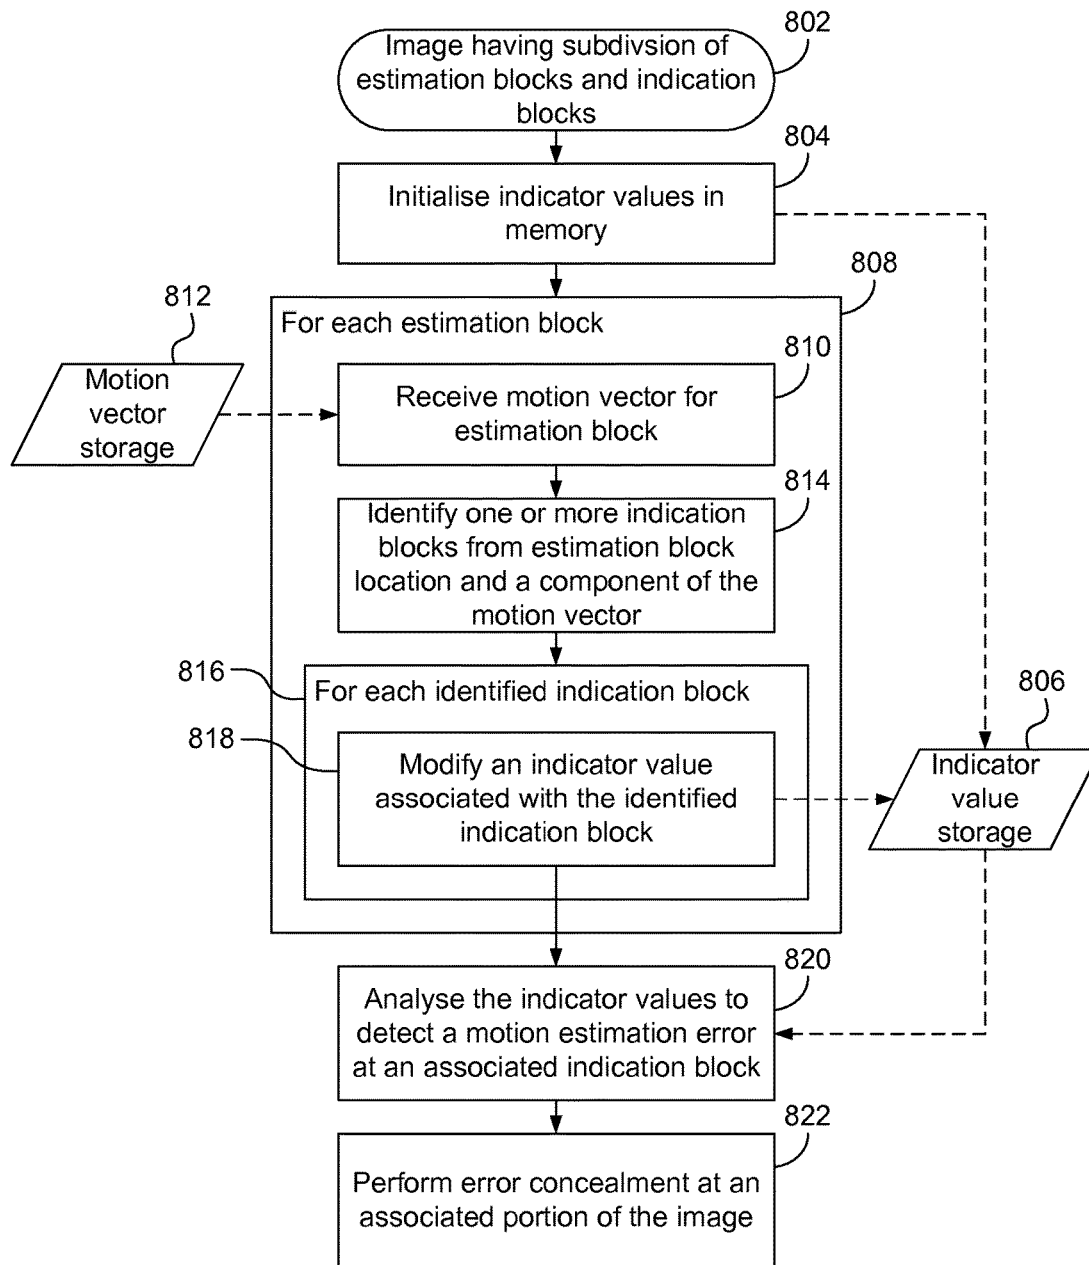 802
Image having subdivsion of
estimation blocks and indication
blocks
804
Initialise indicator values in
memory
808
812
For each estimation block
810
Motion
vector
storage
Receive motion vector for
estimation block
814
Identify one or more indication
blocks from estimation block
location and a component of the
motion vector
816
For each identified indication block
806
818
Modify an indicator value
associated with the identified
indication block
Indicator
value
storage
820
Analyse the indicator values to
detect a motion estimation error
at an associated indication block
822
Perform error concealment at an
associated portion of the image